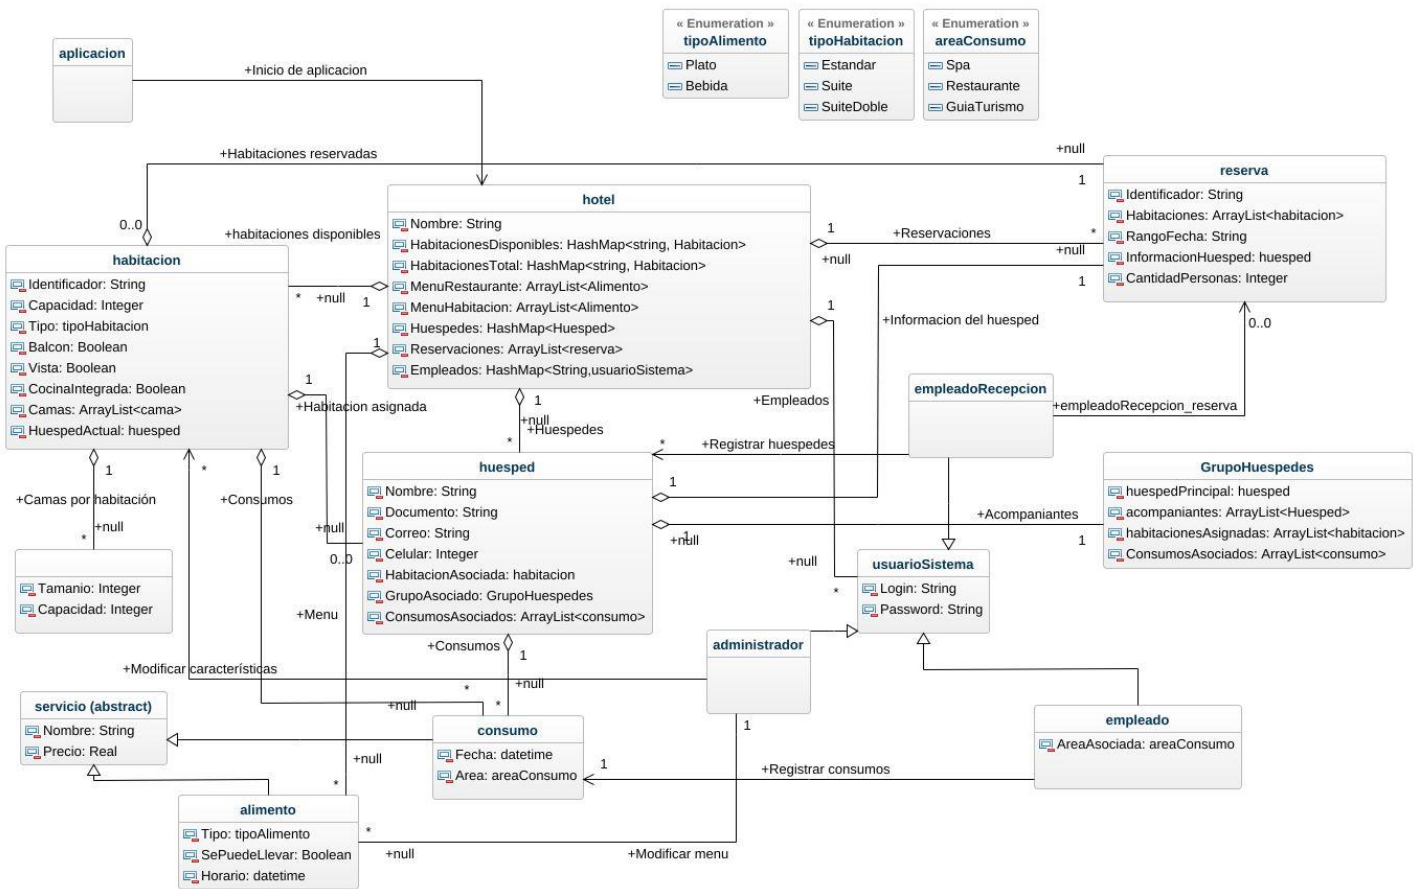 « Enumeration »
tipoAlimento
Plato
Bebida
« Enumeration »
tipoHabitacion
Estandar
Suite
SuiteDoble
« Enumeration »
areaConsumo
Spa
Restaurante
GuiaTurismo
aplicacion
+Inicio de aplicacion
+Habitaciones reservadas
+null
1
0..0
reserva
Identificador: String
Habitaciones: ArrayList<habitacion>
RangoFecha: String
InformacionHuesped: huesped
CantidadPersonas: Integer
hotel
Nombre: String
HabitacionesDisponibles: HashMap<string, Habitacion>
HabitacionesTotal: HashMap<string, Habitacion>
MenuRestaurante: ArrayList<Alimento>
MenuHabitacion: ArrayList<Alimento>
Huespedes: HashMap<Huesped>
Reservaciones: ArrayList<reserva>
Empleados: HashMap<String,usuarioSistema>
1
+Reservaciones
*
+null
+null
1
+habitaciones disponibles
*
+null
1
habitacion
Identificador: String
Capacidad: Integer
Tipo: tipoHabitacion
Balcon: Boolean
Vista: Boolean
CocinaIntegrada: Boolean
Camas: ArrayList<cama>
HuespedActual: huesped
1
+Informacion del huesped
0..0
1
1
+Habitacion asignada
+Empleados
1
+null
+Huespedes
*
empleadoRecepcion
+empleadoRecepcion_reserva
*
+Registrar huespedes
huesped
Nombre: String
Documento: String
Correo: String
Celular: Integer
HabitacionAsociada: habitacion
GrupoAsociado: GrupoHuespedes
ConsumosAsociados: ArrayList<consumo>
GrupoHuespedes
huespedPrincipal: huesped
acompaniantes: ArrayList<Huesped>
habitacionesAsignadas: ArrayList<habitacion>
ConsumosAsociados: ArrayList<consumo>
1
*
1
+Camas por habitación
+Consumos
+null
*
+null
0..0
1
+Acompaniantes
1
+null
1
Tamanio: Integer
Capacidad: Integer
+null
*
usuarioSistema
Login: String
Password: String
+Menu
+Consumos
1
+null
*
administrador
+Modificar características
*
+null
servicio (abstract)
Nombre: String
Precio: Real
consumo
Fecha: datetime
Area: areaConsumo
1
empleado
AreaAsociada: areaConsumo
+null
*
1
+Registrar consumos
alimento
Tipo: tipoAlimento
SePuedeLlevar: Boolean
Horario: datetime
*
+null
+Modificar menu